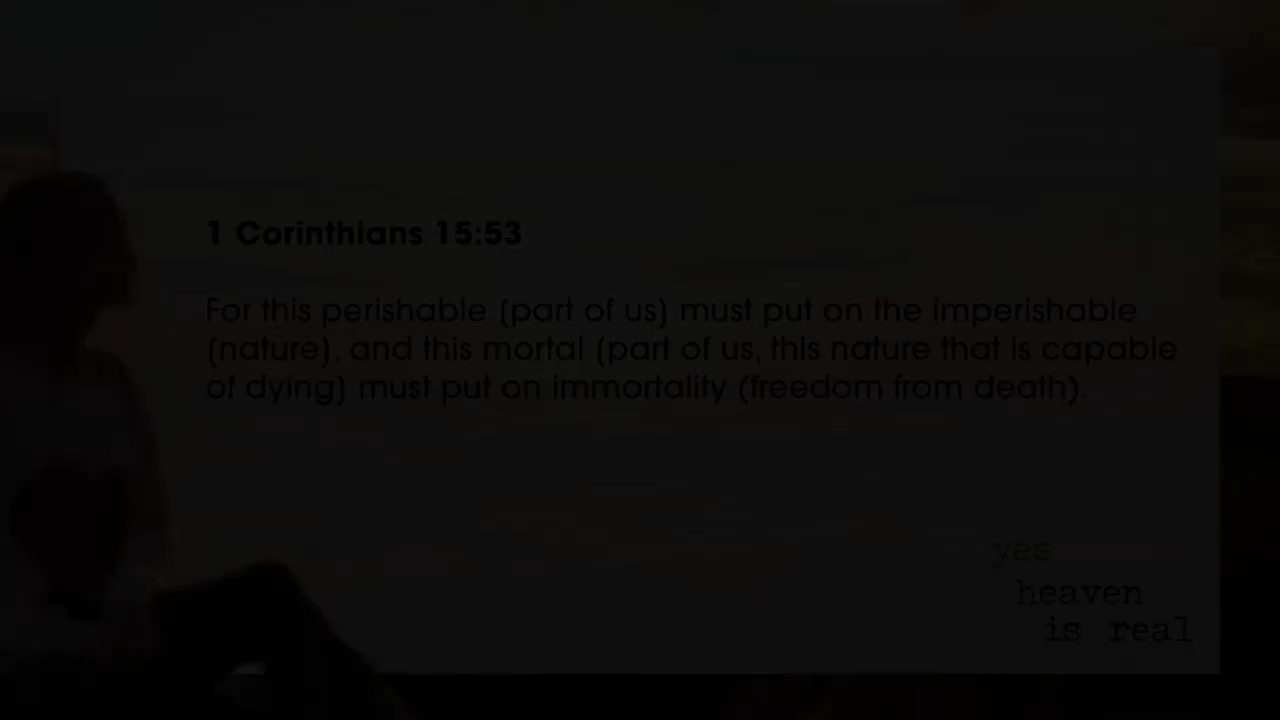 1 Corinthians 15:53
For this perishable (part of us) must put on the imperishable
(nature), and this mortal (part of us, this nature that is capable
of dying) must put on immortality (freedom from death).
yes
heaven
is real